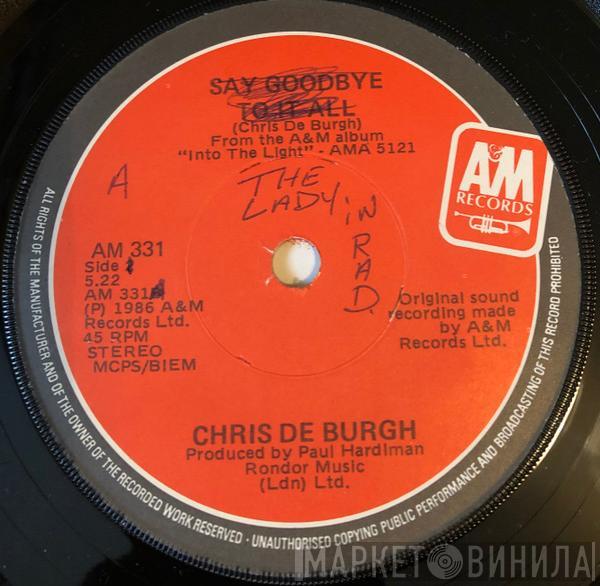 SAY GOODBYE
TO IT ALL
(Chris De Burgh)
From the A&M album
"Into The Light" - AMA 5121
A
THE
LADY iN
RAD
A&M
RECORDS
AM 331
Side
5.22
AM 331
(P) 1986 A&M
Records Ltd.
45 RPM
STEREO
MCPS/BIEM
Original sound
recording made
by A&M
Records Ltd.
CHRIS DE BURGH
Produced by Paul Hardiman
Rondor Music
(Ldn) Ltd.
ALL RIGHTS OF THE MANUFACTURER AND OF THE OWNER OF THE RECORDED WORK RESERVED · UNAUTHORISED COPYING PUBLIC PERFORMANCE AND BROADCASTING OF THIS RECORD PROHIBITED
МАРКЕТ ВИНИЛА